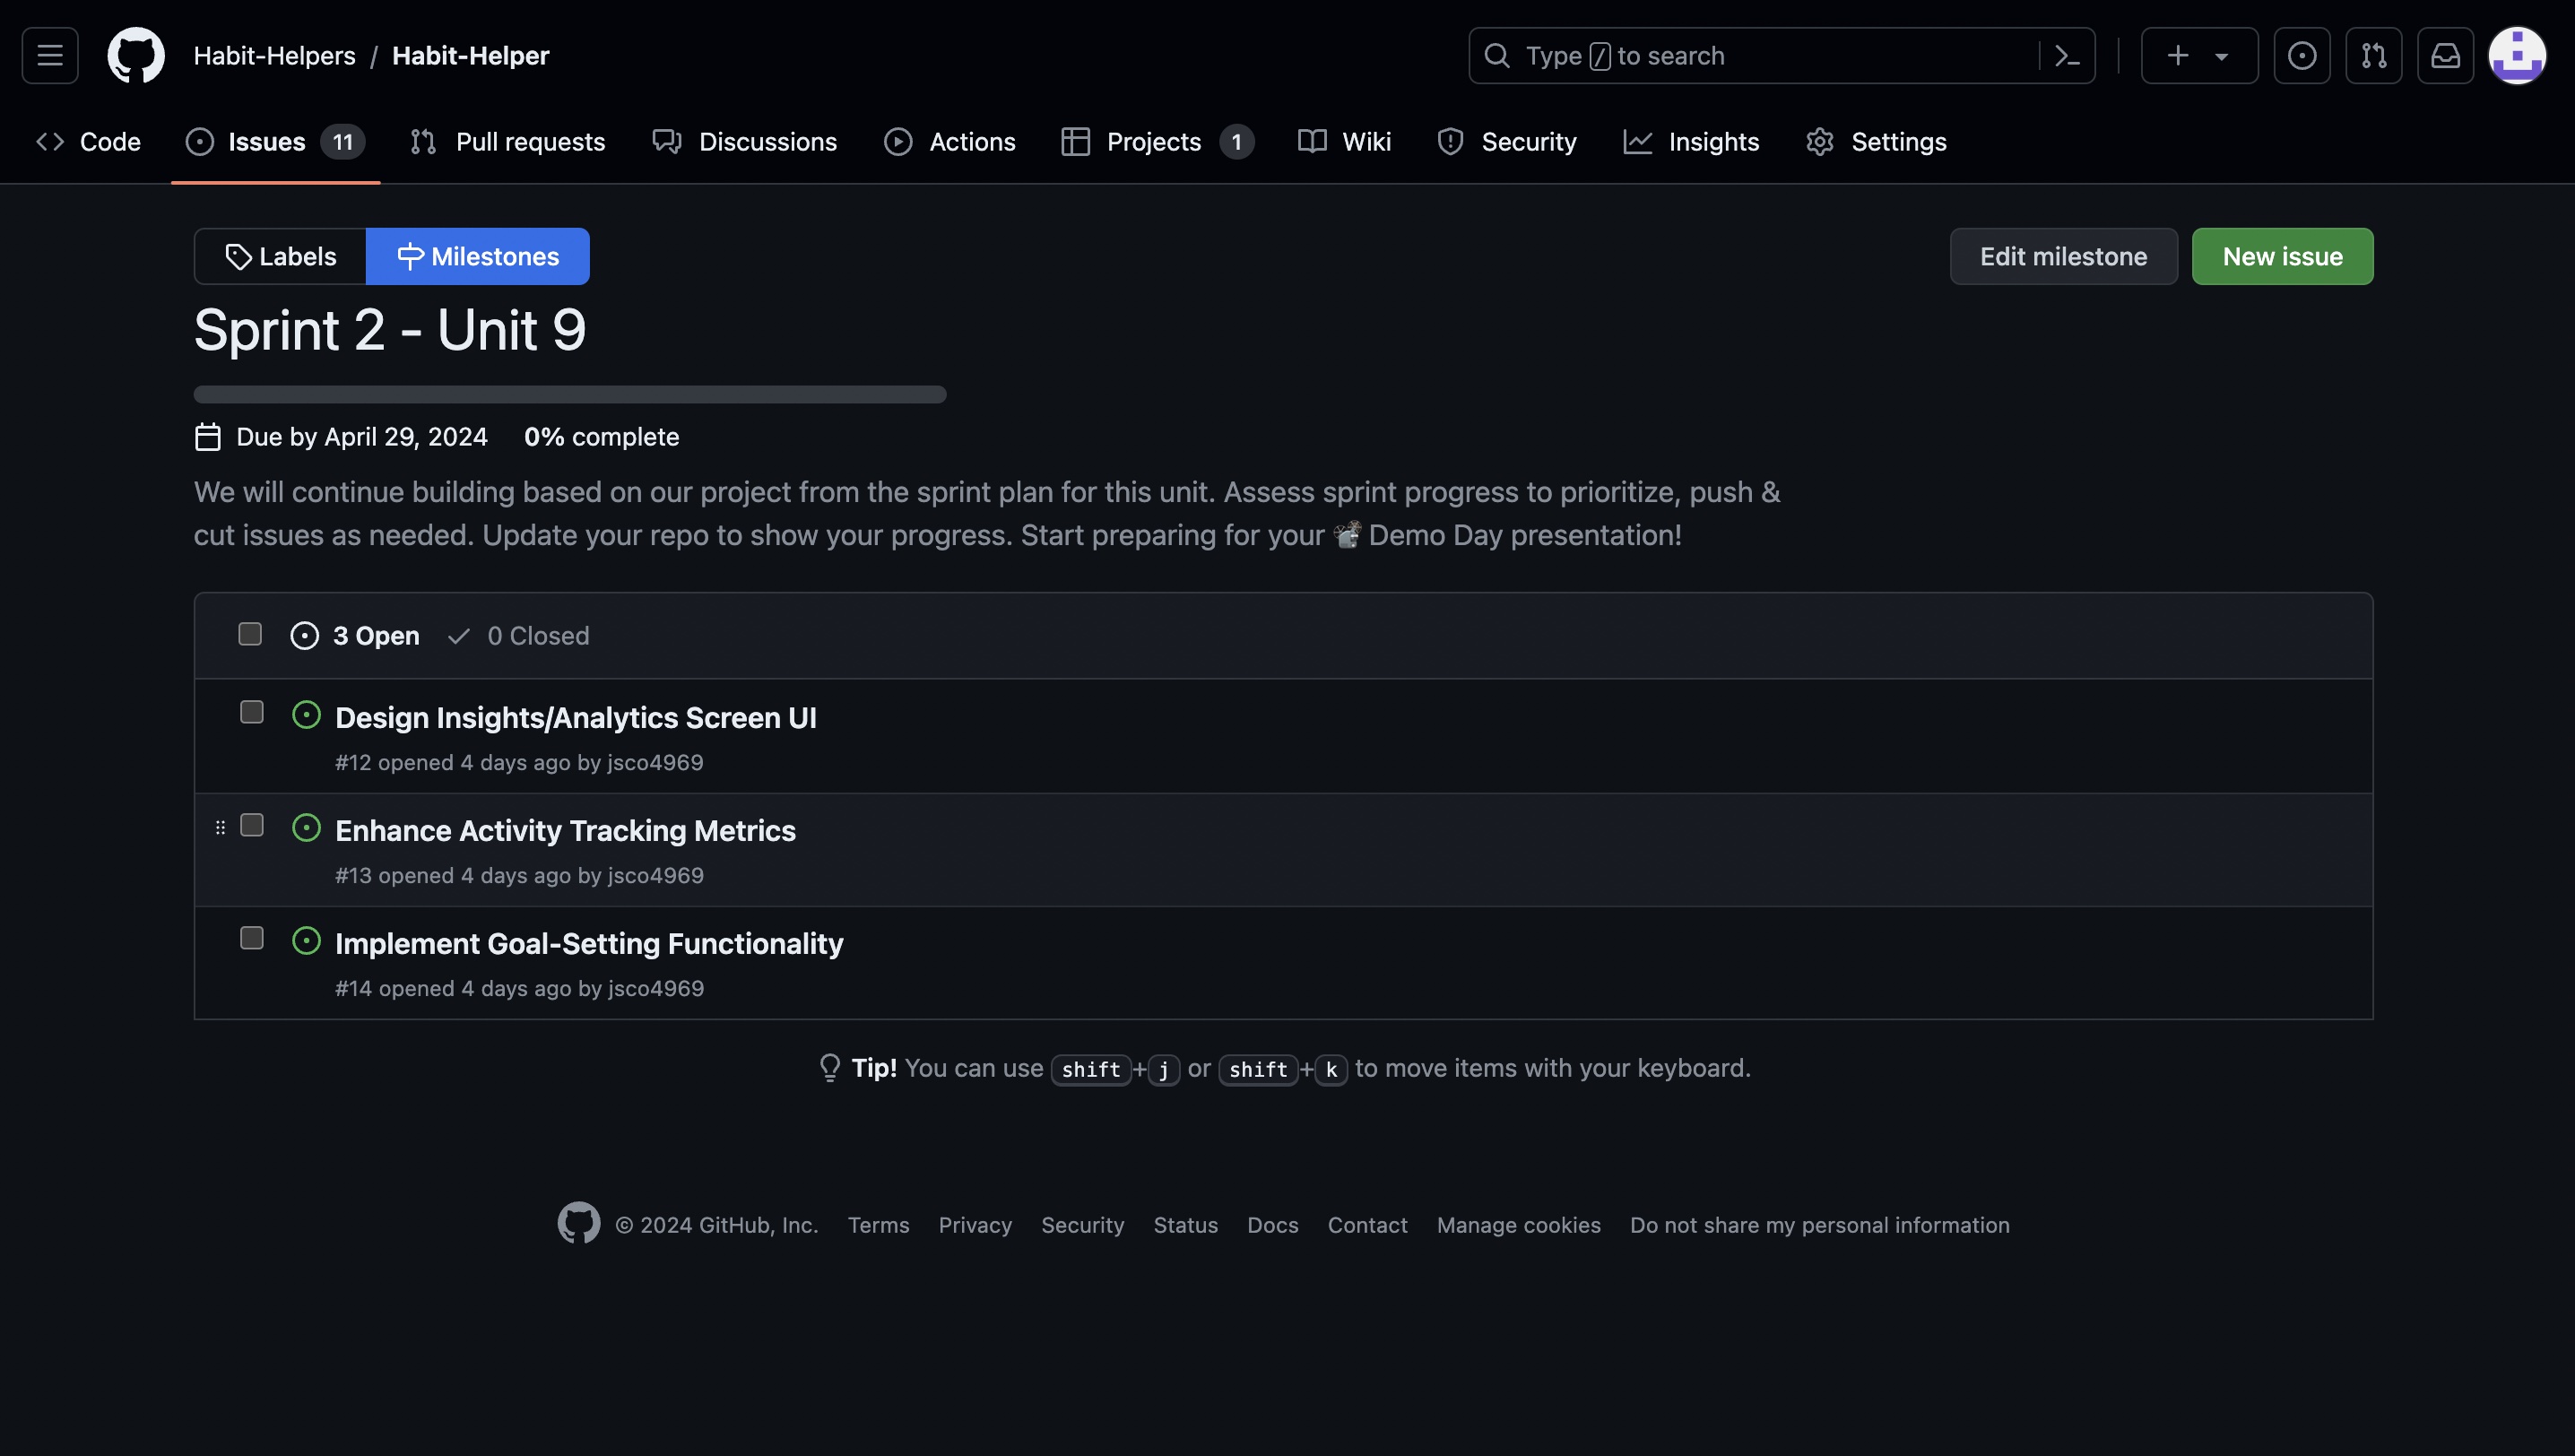 Habit-Helpers / Habit-Helper
Type / to search
Code
Issues 11
Pull requests
Discussions
Actions
Projects 1
Wiki
Security
Insights
Settings
Labels
Milestones
Edit milestone
New issue
Sprint 2 - Unit 9
Due by April 29, 2024 0% complete
We will continue building based on our project from the sprint plan for this unit. Assess sprint progress to prioritize, push &
cut issues as needed. Update your repo to show your progress. Start preparing for your 📽️ Demo Day presentation!
3 Open 0 Closed
Design Insights/Analytics Screen UI
#12 opened 4 days ago by jsco4969
Enhance Activity Tracking Metrics
#13 opened 4 days ago by jsco4969
Implement Goal-Setting Functionality
#14 opened 4 days ago by jsco4969
Tip! You can use shift+j or shift+k to move items with your keyboard.
© 2024 GitHub, Inc. Terms Privacy Security Status Docs Contact Manage cookies Do not share my personal information